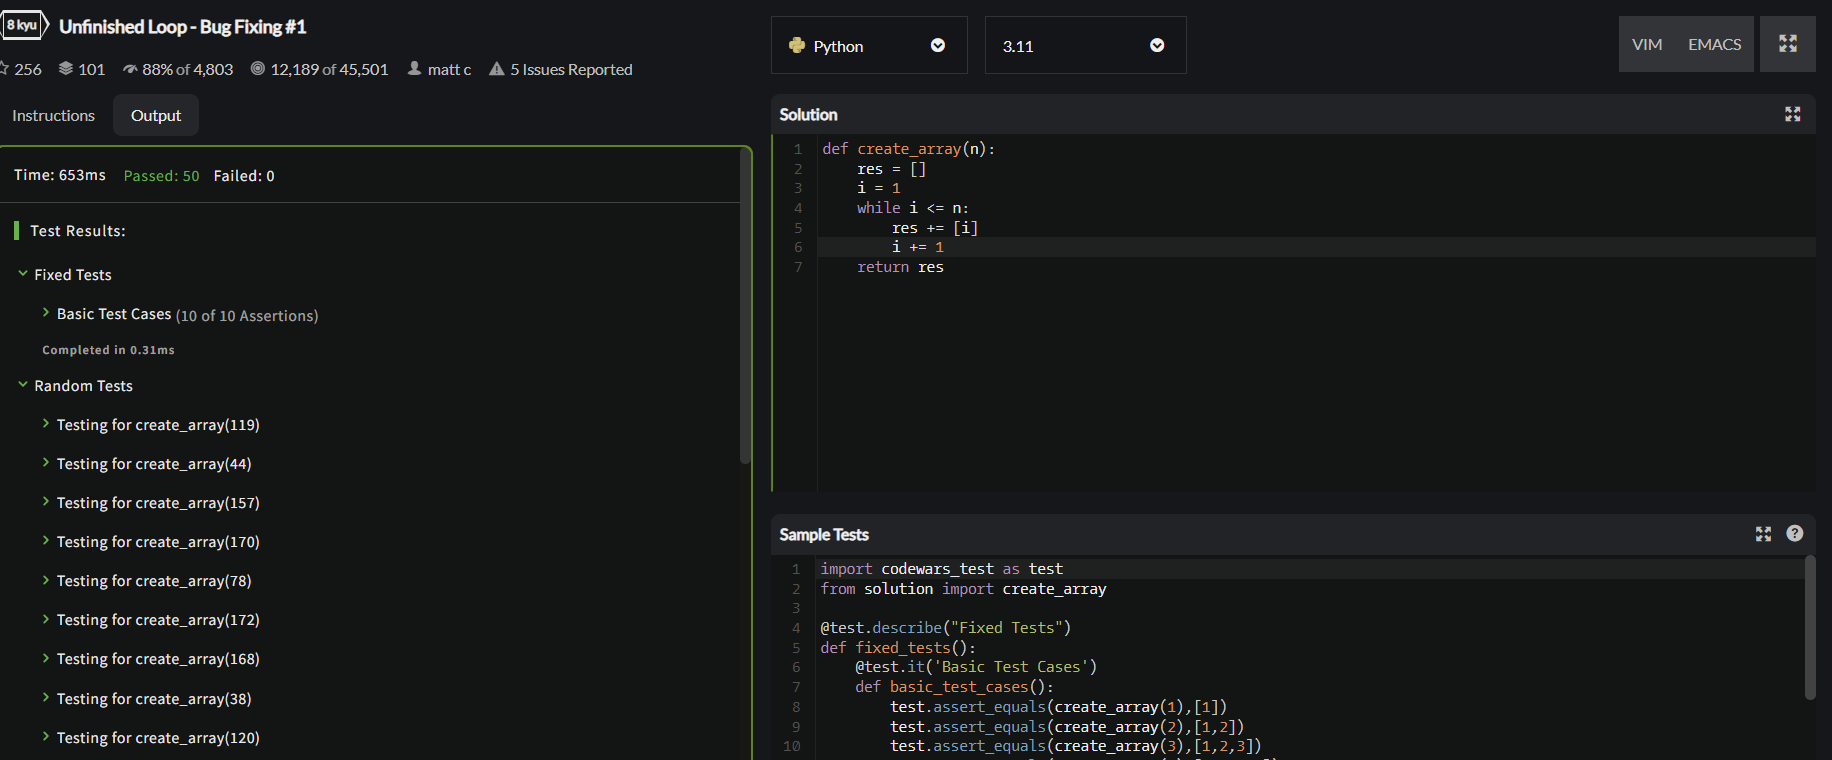 8 kyu Unfinished Loop - Bug Fixing #1
256 101 88% of 4,803 12,189 of 45,501 matt c 5 Issues Reported
Instructions Output
Time: 653ms Passed: 50 Failed: 0
Test Results:
Fixed Tests
Basic Test Cases (10 of 10 Assertions)
Completed in 0.31ms
Random Tests
Testing for create_array(119)
Testing for create_array(44)
Testing for create_array(157)
Testing for create_array(170)
Testing for create_array(78)
Testing for create_array(172)
Testing for create_array(168)
Testing for create_array(38)
Testing for create_array(120)
Python 3.11 VIM EMACS
Solution
1 def create_array(n):
2     res = []
3     i = 1
4     while i <= n:
5         res += [i]
6         i += 1
7     return res
Sample Tests
1 import codewars_test as test
2 from solution import create_array
3
4 @test.describe("Fixed Tests")
5 def fixed_tests():
6     @test.it('Basic Test Cases')
7     def basic_test_cases():
8         test.assert_equals(create_array(1),[1])
9         test.assert_equals(create_array(2),[1,2])
10         test.assert_equals(create_array(3),[1,2,3])